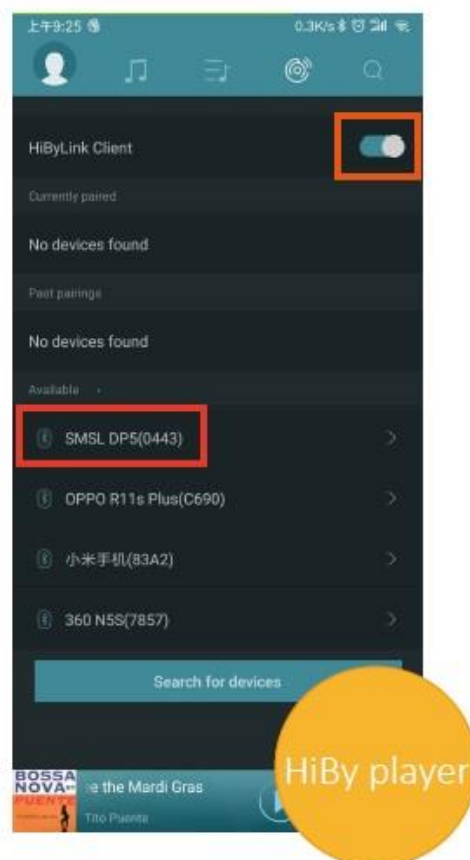 上午9:25
0.3K/s
HiByLink Client
Currently paired
No devices found
Past pairings
No devices found
Available
SMSL DP5(0443)
OPPO R11s Plus(C690)
小米手机(83A2)
360 N5S(7857)
Search for devices
HiBy player
BOSSA
NOVA
PUENTE
e the Mardi Gras
Tito Puente